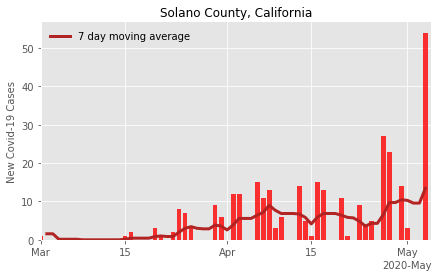 Solano County, California
7 day moving average
New Covid-19 Cases
50
40
30
20
10
0
Mar
15
Apr
15
May
2020-May